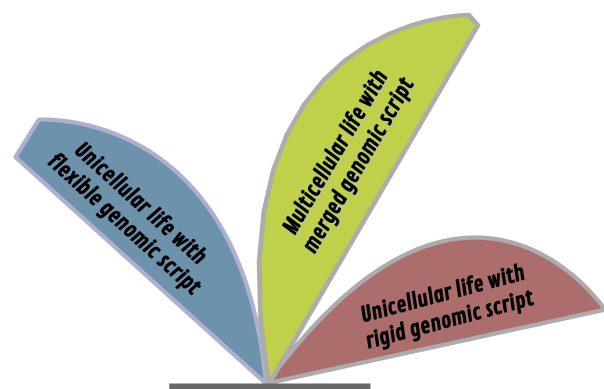 Unicellular life with
flexible genomic script
Multicellular life with
merged genomic script
Unicellular life with
rigid genomic script